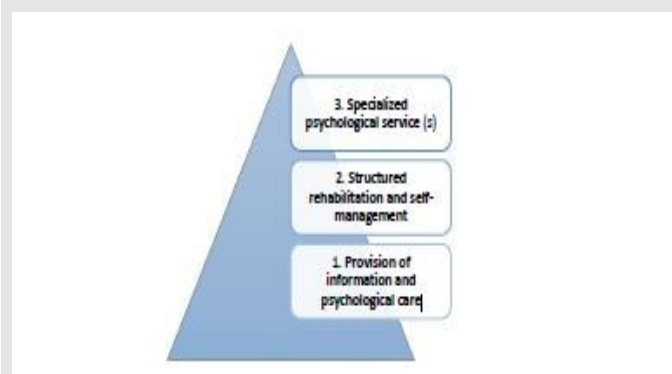 3. Specialized
psychological service (s)
2. Structured
rehabilitation and self-
management
1. Provision of
information and
psychological care